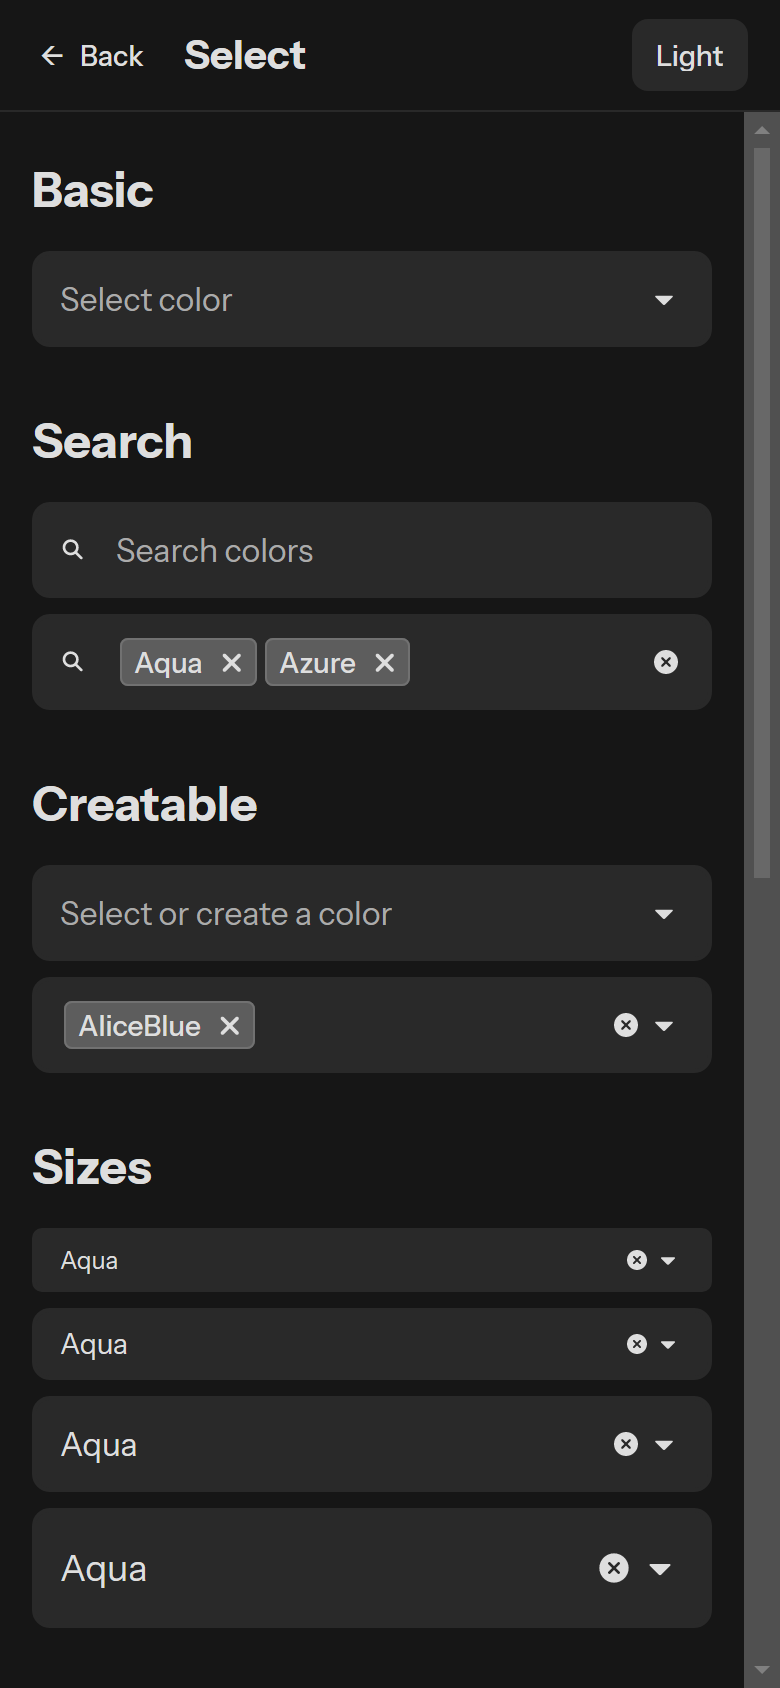 Back Select Light
Basic
Select color
Search
Search colors
Aqua Azure
Creatable
Select or create a color
AliceBlue
Sizes
Aqua
Aqua
Aqua
Aqua